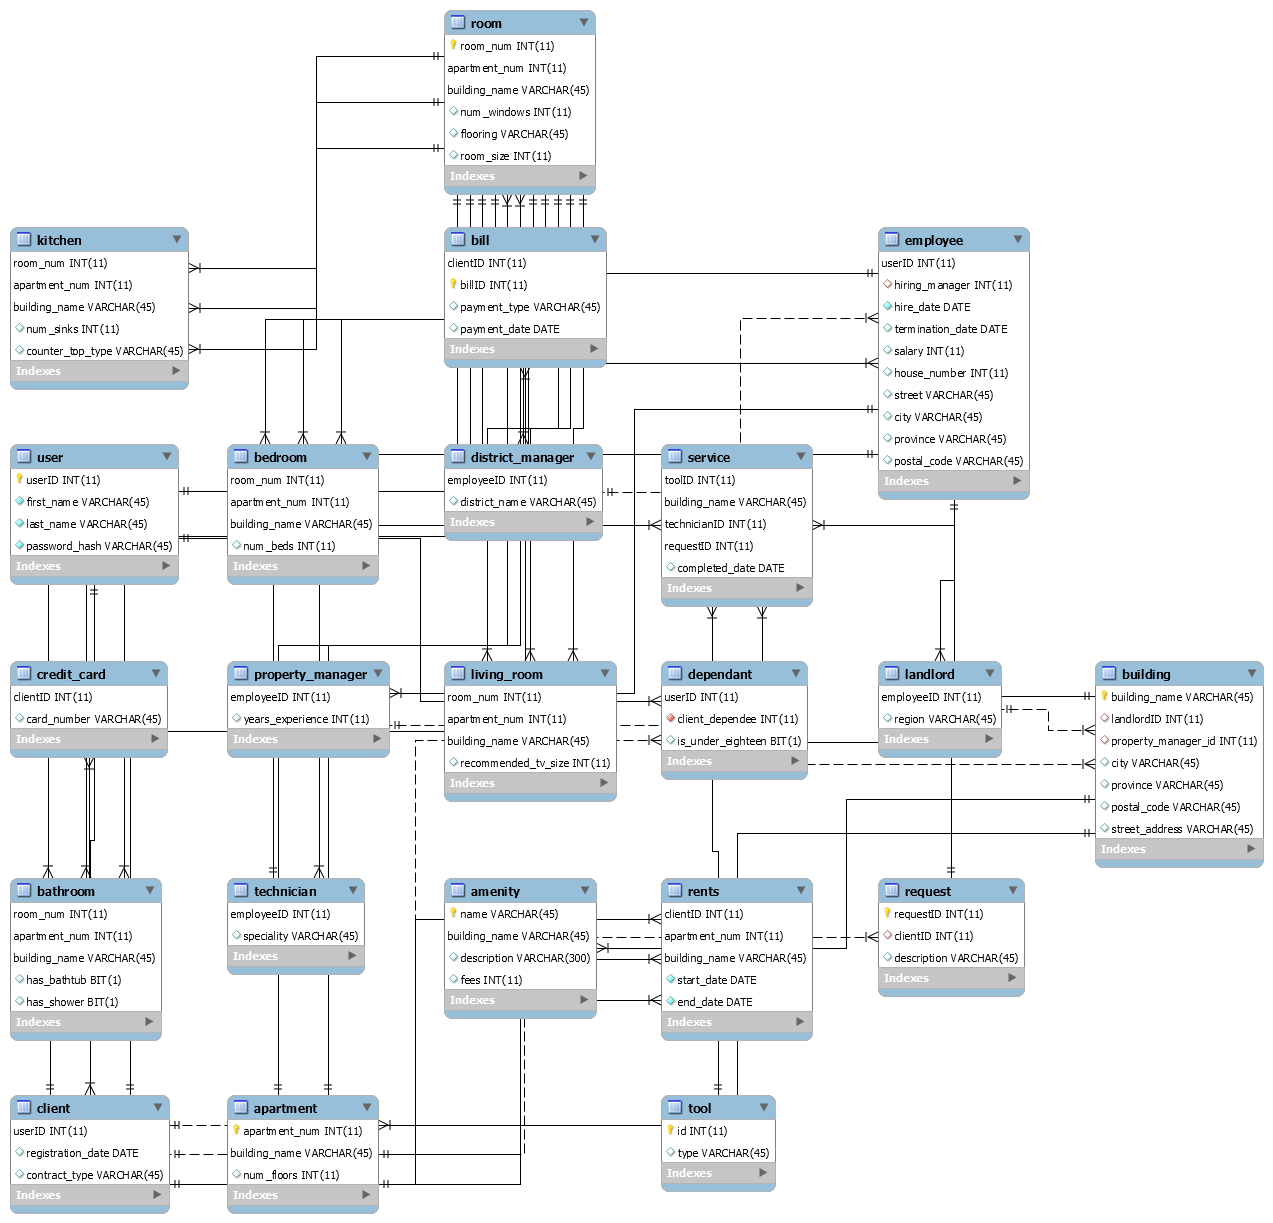 room
room_num INT(11)
apartment_num INT(11)
building_name VARCHAR(45)
num_windows INT(11)
flooring VARCHAR(45)
room_size INT(11)
Indexes
kitchen
room_num INT(11)
apartment_num INT(11)
building_name VARCHAR(45)
num_sinks INT(11)
counter_top_type VARCHAR(45)
Indexes
bill
clientID INT(11)
billID INT(11)
payment_type VARCHAR(45)
payment_date DATE
Indexes
employee
userID INT(11)
hiring_manager INT(11)
hire_date DATE
termination_date DATE
salary INT(11)
house_number INT(11)
street VARCHAR(45)
city VARCHAR(45)
province VARCHAR(45)
postal_code VARCHAR(45)
Indexes
user
userID INT(11)
first_name VARCHAR(45)
last_name VARCHAR(45)
password_hash VARCHAR(45)
Indexes
bedroom
room_num INT(11)
apartment_num INT(11)
building_name VARCHAR(45)
num_beds INT(11)
Indexes
district_manager
employeeID INT(11)
district_name VARCHAR(45)
Indexes
service
toolID INT(11)
building_name VARCHAR(45)
technicianID INT(11)
requestID INT(11)
completed_date DATE
Indexes
credit_card
clientID INT(11)
card_number VARCHAR(45)
Indexes
property_manager
employeeID INT(11)
years_experience INT(11)
Indexes
living_room
room_num INT(11)
apartment_num INT(11)
building_name VARCHAR(45)
recommended_tv_size INT(11)
Indexes
dependant
userID INT(11)
client_dependee INT(11)
is_under_eighteen BIT(1)
Indexes
landlord
employeeID INT(11)
region VARCHAR(45)
Indexes
building
building_name VARCHAR(45)
landlordID INT(11)
property_manager_id INT(11)
city VARCHAR(45)
province VARCHAR(45)
postal_code VARCHAR(45)
street_address VARCHAR(45)
Indexes
bathroom
room_num INT(11)
apartment_num INT(11)
building_name VARCHAR(45)
has_bathtub BIT(1)
has_shower BIT(1)
Indexes
technician
employeeID INT(11)
speciality VARCHAR(45)
Indexes
amenity
name VARCHAR(45)
building_name VARCHAR(45)
description VARCHAR(300)
fees INT(11)
Indexes
rents
clientID INT(11)
apartment_num INT(11)
building_name VARCHAR(45)
start_date DATE
end_date DATE
Indexes
request
requestID INT(11)
clientID INT(11)
description VARCHAR(45)
Indexes
client
userID INT(11)
registration_date DATE
contract_type VARCHAR(45)
Indexes
apartment
apartment_num INT(11)
building_name VARCHAR(45)
num_floors INT(11)
Indexes
tool
id INT(11)
type VARCHAR(45)
Indexes